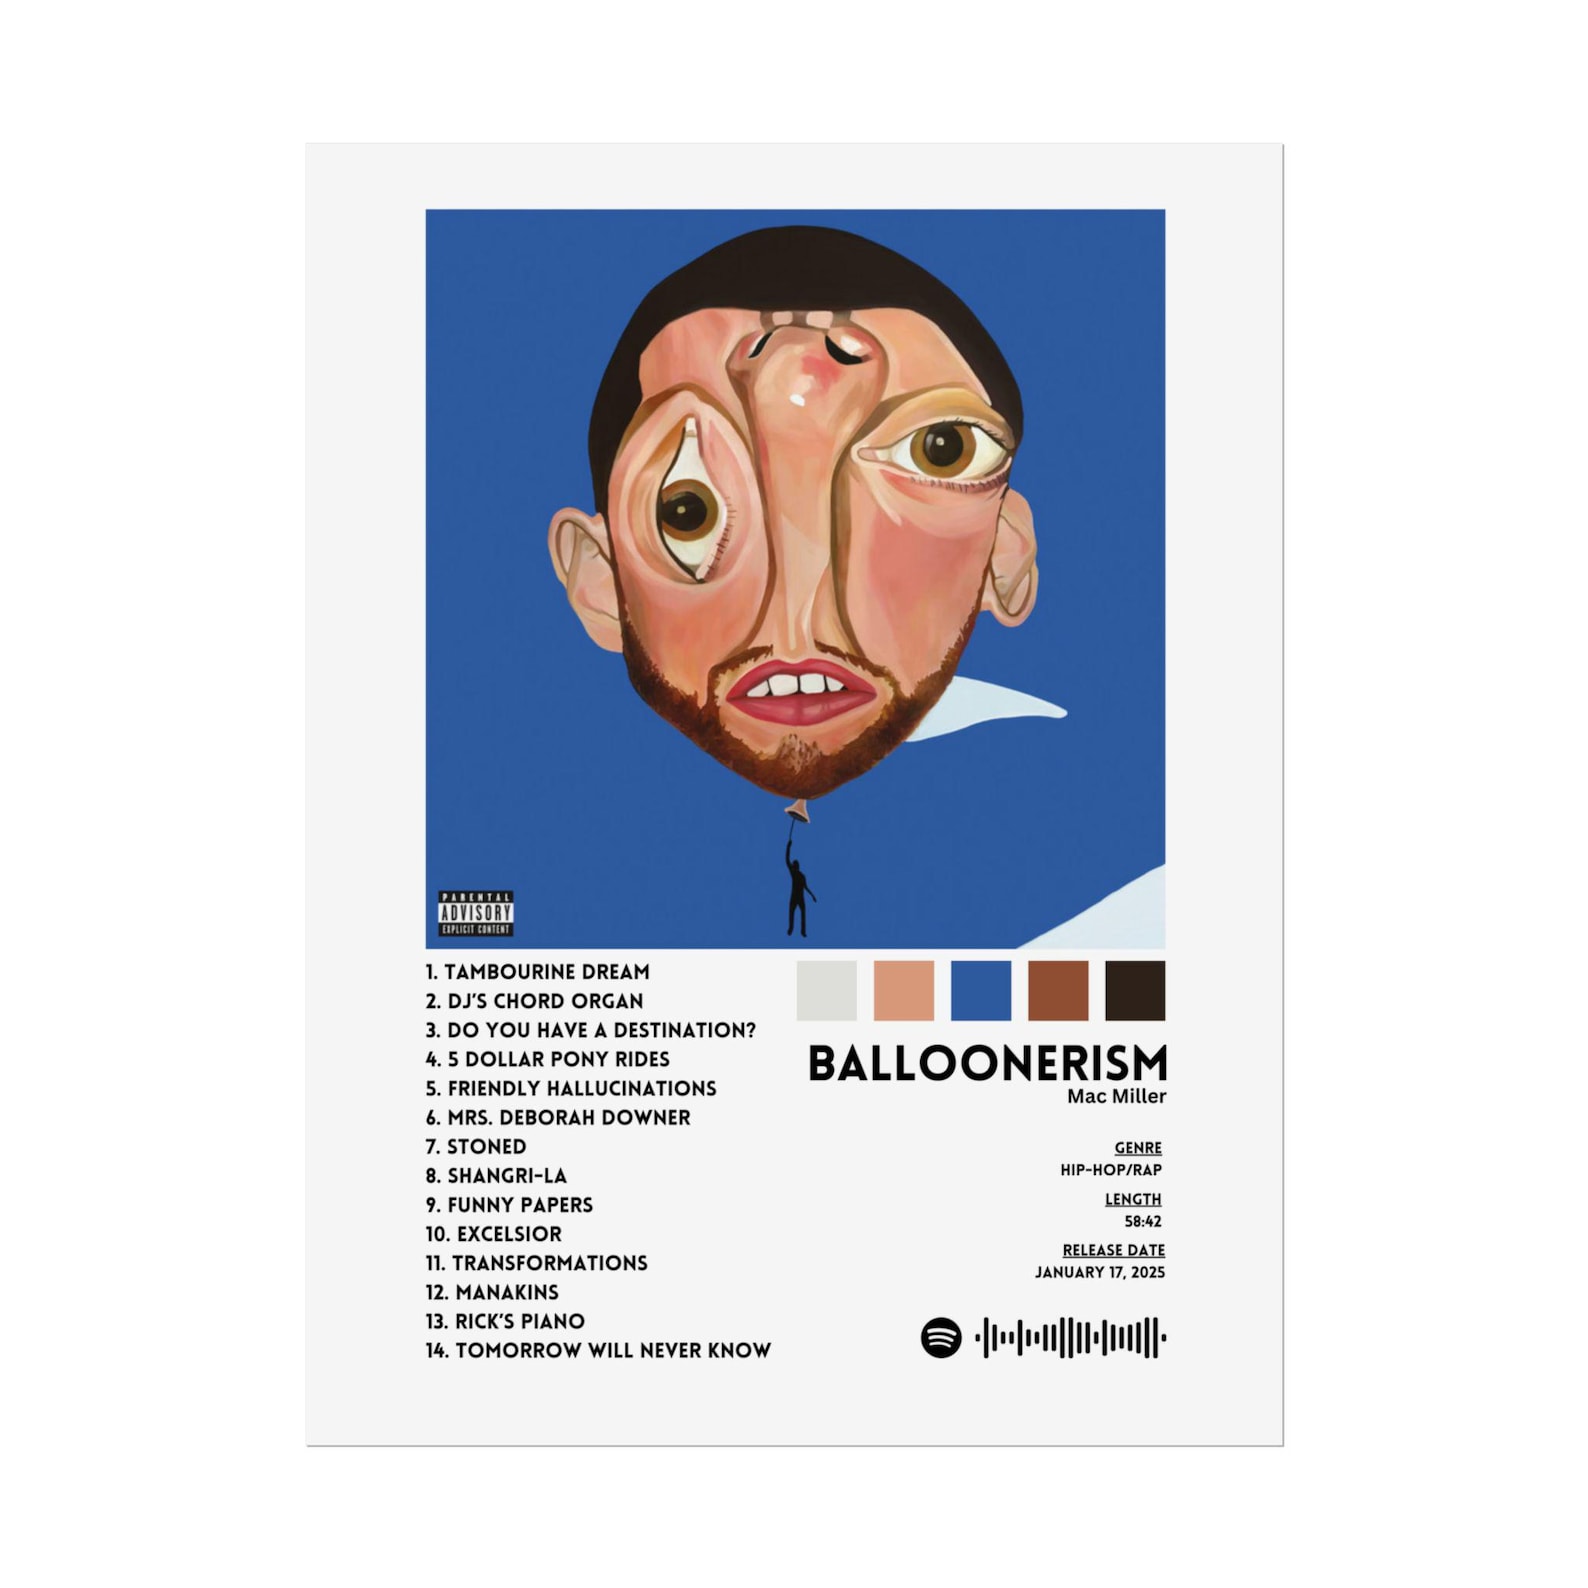 PARENTAL
ADVISORY
EXPLICIT CONTENT
1. TAMBOURINE DREAM
2. DJ'S CHORD ORGAN
3. DO YOU HAVE A DESTINATION?
4. 5 DOLLAR PONY RIDES
5. FRIENDLY HALLUCINATIONS
6. MRS. DEBORAH DOWNER
7. STONED
8. SHANGRI-LA
9. FUNNY PAPERS
10. EXCELSIOR
11. TRANSFORMATIONS
12. MANAKINS
13. RICK'S PIANO
14. TOMORROW WILL NEVER KNOW
BALLOONERISM
Mac Miller
GENRE
HIP-HOP/RAP
LENGTH
58:42
RELEASE DATE
JANUARY 17, 2025